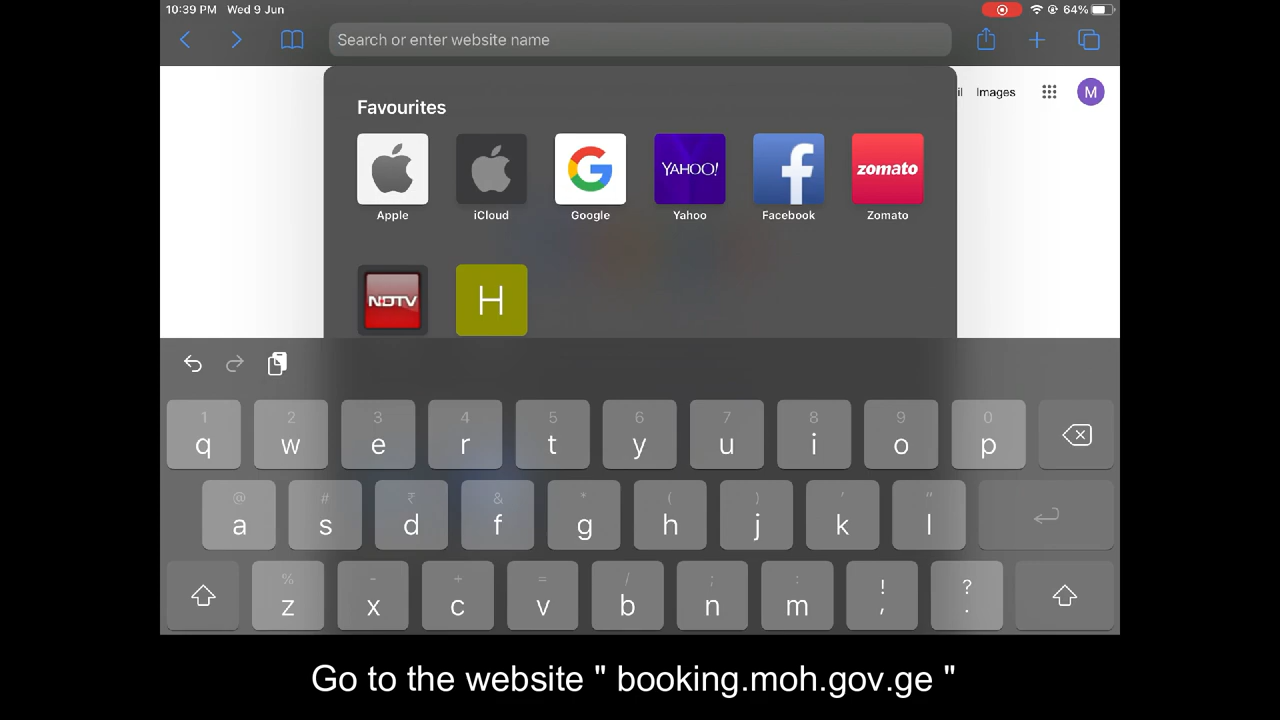 10:39 PM Wed 9 Jun 64%
Search or enter website name
il Images M
Favourites
YAHOO! f zomato
Apple iCloud Google Yahoo Facebook Zomato
NDTV H
1 2 3 4 5 6 7 8 9 0
q w e r t y u i o p
@ # ₹ & * ( ) ' "
a s d f g h j k l
% - + = / ; : ! ?
z x c v b n m , .
Go to the website " booking.moh.gov.ge "